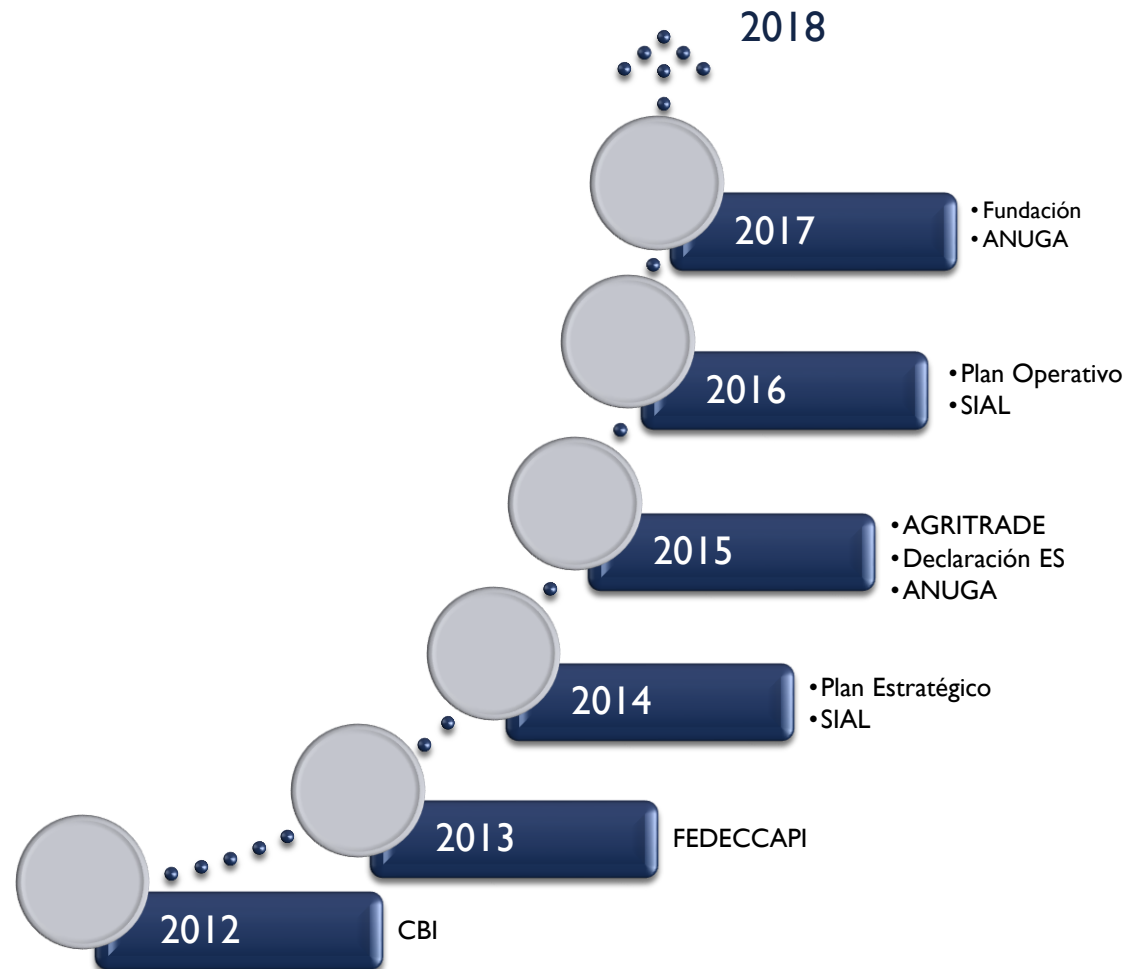 2018
2017
• Fundación
• ANUGA
2016
• Plan Operativo
• SIAL
2015
• AGRITRADE
• Declaración ES
• ANUGA
2014
• Plan Estratégico
• SIAL
2013
FEDECCAPI
2012
CBI